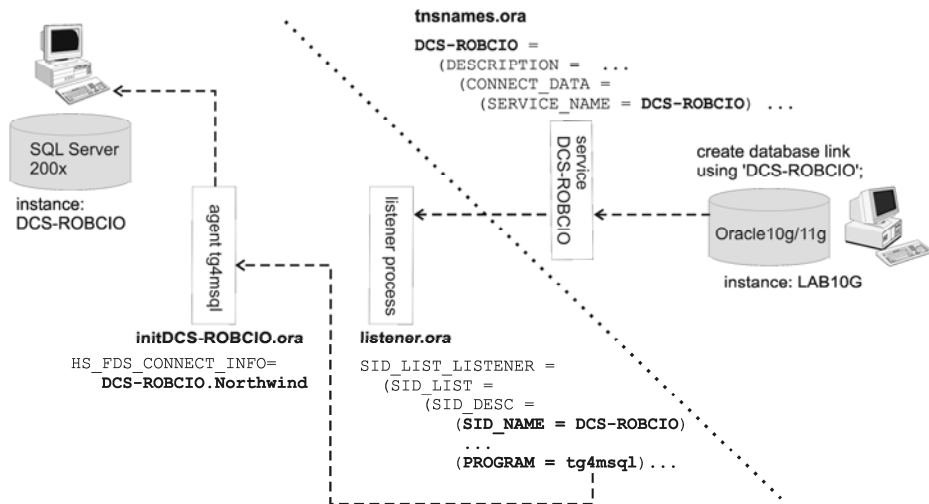 tnsnames.ora
DCS-ROBCIO =
(DESCRIPTION = ...
(CONNECT_DATA =
(SERVICE_NAME = DCS-ROBCIO) ...
SQL Server
200x
instance:
DCS-ROBCIO
agent tg4msql
initDCS-ROBCIO.ora
HS_FDS_CONNECT_INFO=
DCS-ROBCIO.Northwind
listener process
listener.ora
SID_LIST_LISTENER =
(SID_LIST =
(SID_DESC =
(SID_NAME = DCS-ROBCIO)
...
(PROGRAM = tg4msql)...
service
DCS-ROBCIO
create database link
using 'DCS-ROBCIO';
Oracle10g/11g
instance: LAB10G